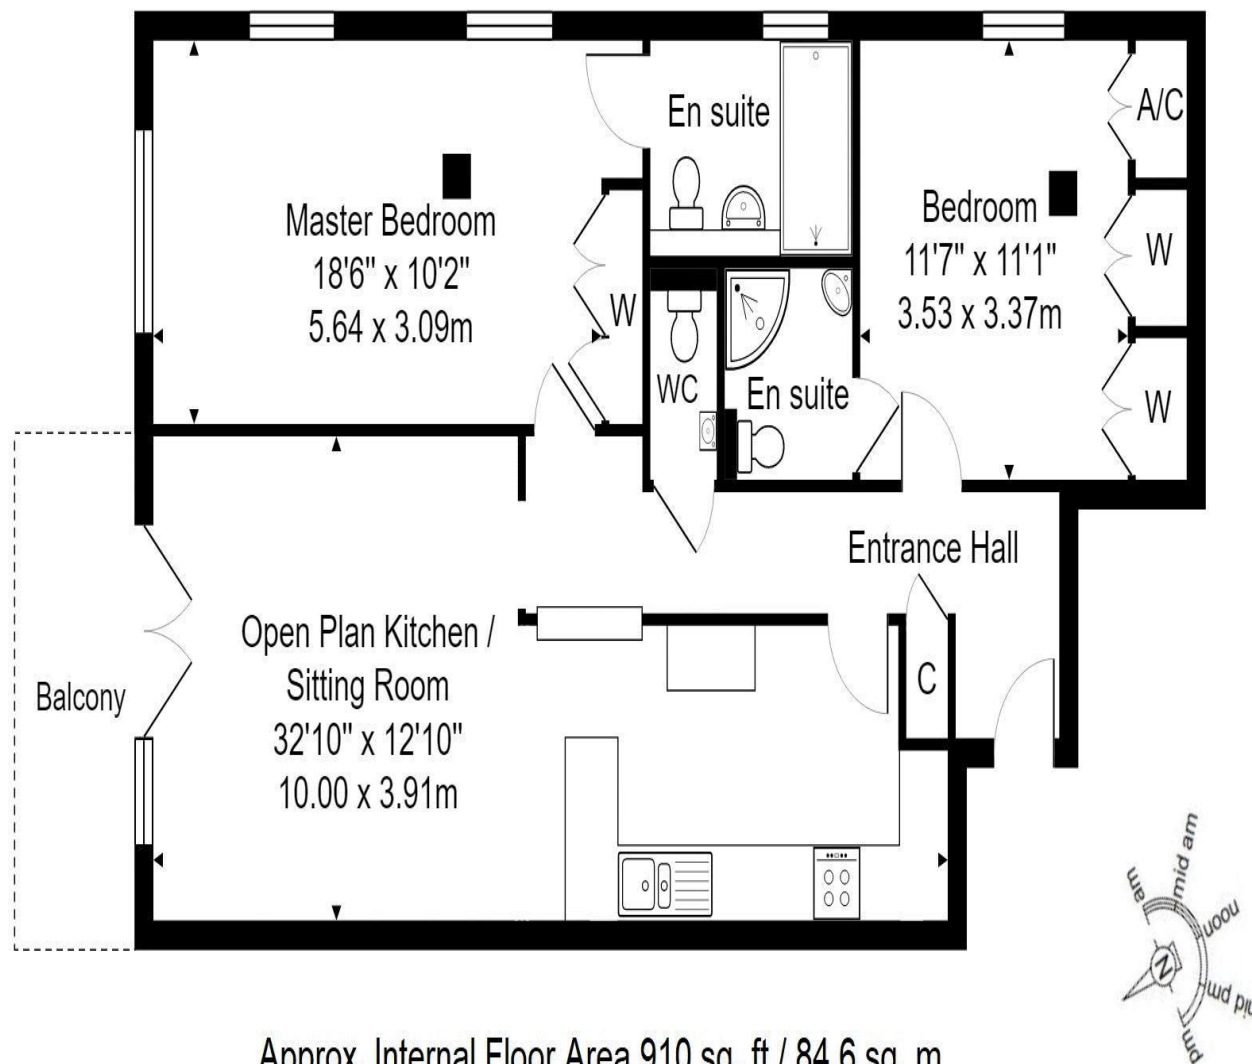 En suite
A/C
Master Bedroom
18'6" x 10'2"
5.64 x 3.09m
Bedroom
11'7" x 11'1"
3.53 x 3.37m
W
W
W
WC
En suite
Entrance Hall
Open Plan Kitchen /
Sitting Room
32'10" x 12'10"
10.00 x 3.91m
Balcony
C
am
mid am
noon
mid pm
pm
N
Approx. Internal Floor Area 910 sq. ft / 84.6 sq. m